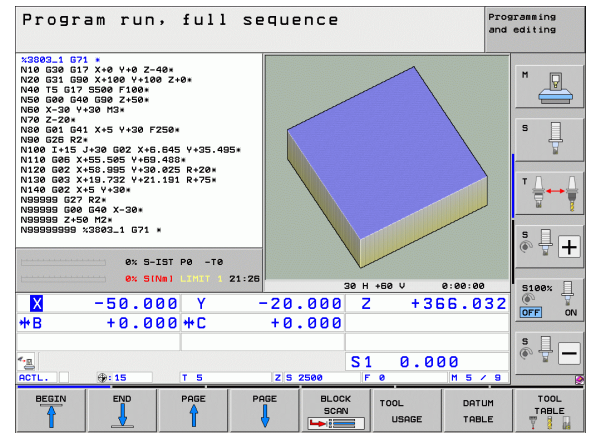 Program run, full sequence
Programming
and editing
%3803_1 G71 *
N10 G30 G17 X+0 Y+0 Z-40*
N20 G31 G90 X+100 Y+100 Z+0*
N40 T5 G17 S500 F100*
N50 G00 G40 G90 Z+50*
N60 X-30 Y+30 M3*
N70 Z-20*
N80 G01 G41 X+5 Y+30 F250*
N90 G26 R2*
N100 I+15 J+30 G02 X+6.645 Y+35.495*
N110 G06 X+55.505 Y+69.488*
N120 G02 X+58.995 Y+30.025 R+20*
N130 G03 X+19.732 Y+21.191 R+75*
N140 G02 X+5 Y+30*
N99999 G27 R2*
N99999 G00 G40 X-30*
N99999 Z+50 M2*
N99999999 %3803_1 G71 *
0% S-IST P0 -T0
0% S[Nm] LIMIT 1 21:26
30 H +60 V 0:00:00
X -50.000 Y -20.000 Z +366.032
B +0.000 C +0.000
S1 0.000
ACTL. :15 T 5 Z S 2500 F 0 M 5 / 9
M
S
T
S
+
S100%
OFF ON
S
−
BEGIN
END
PAGE
PAGE
BLOCK
SCAN
TOOL
USAGE
DATUM
TABLE
TOOL
TABLE